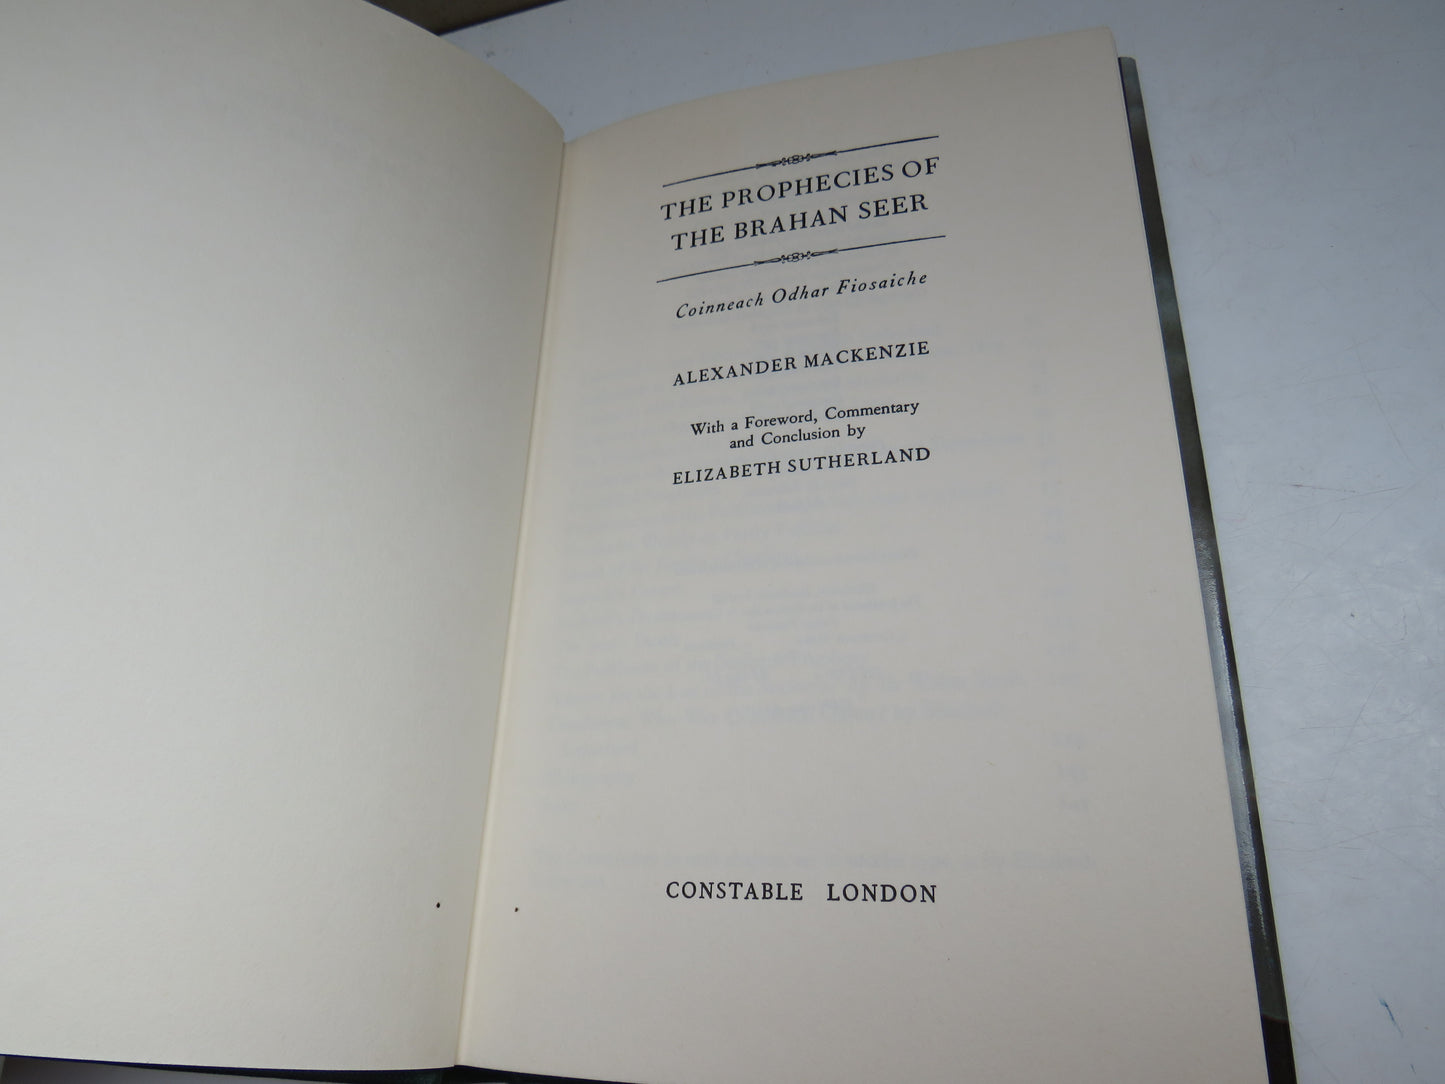 THE PROPHECIES OF
THE BRAHAN SEER
Coinneach Odhar Fiosaiche
ALEXANDER MACKENZIE
With a Foreword, Commentary
and Conclusion by
ELIZABETH SUTHERLAND
CONSTABLE LONDON